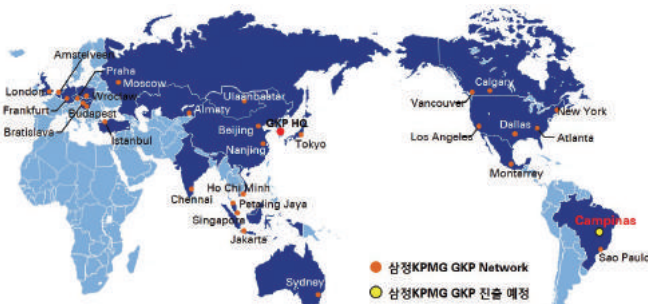 Amstelveen
Praha
London
Moscow
Wroclaw
Frankfurt
Budapest
Bratislava
Istanbul
Almaty
Ulaanbaatar
Beijing
GKP HQ
Nanjing
Tokyo
Chennai
Ho Chi Minh
Petaling Jaya
Singapore
Jakarta
Sydney
Calgary
Vancouver
New York
Los Angeles
Dallas
Atlanta
Monterrey
Campinas
Sao Paulo
삼정KPMG GKP Network
삼정KPMG GKP 진출 예정